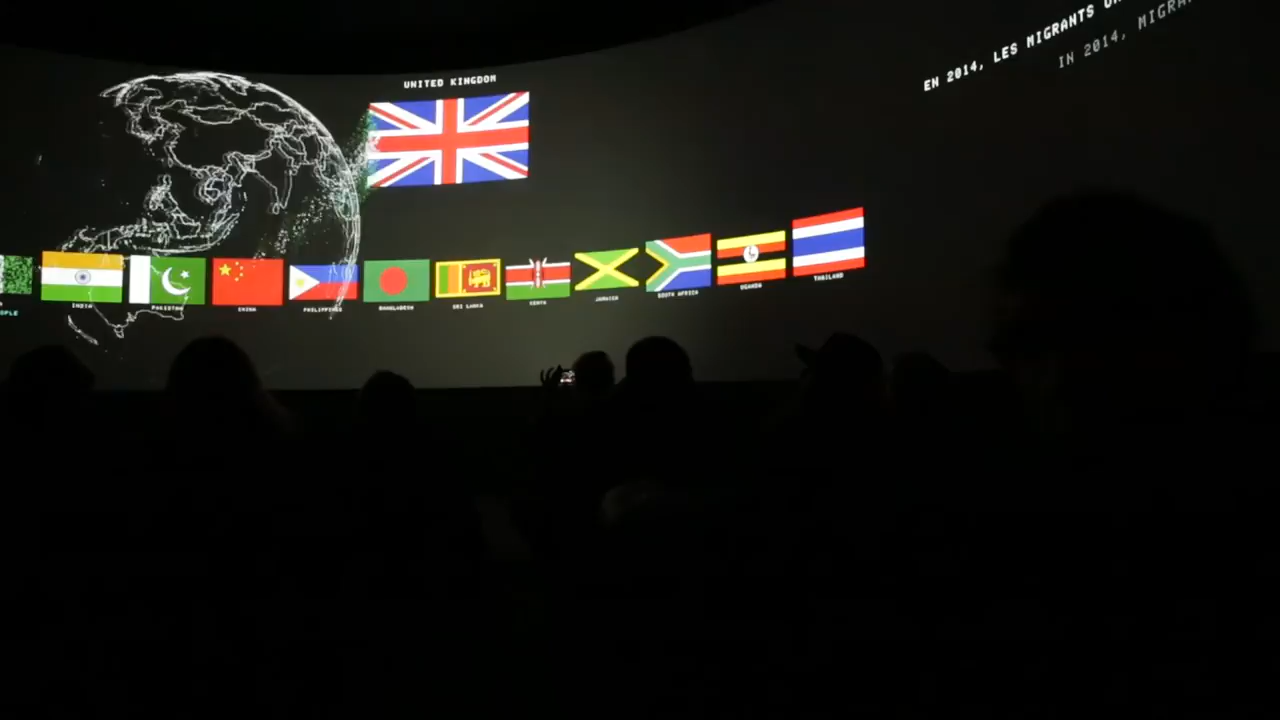 EN 2014, LES MIGRANTS
IN 2014,
UNITED KINGDOM
INDIA
PAKISTAN
CHINA
PHILIPPINES
BANGLADESH
SRI LANKA
KENYA
JAMAICA
SOUTH AFRICA
UGANDA
THAILAND
OPLE